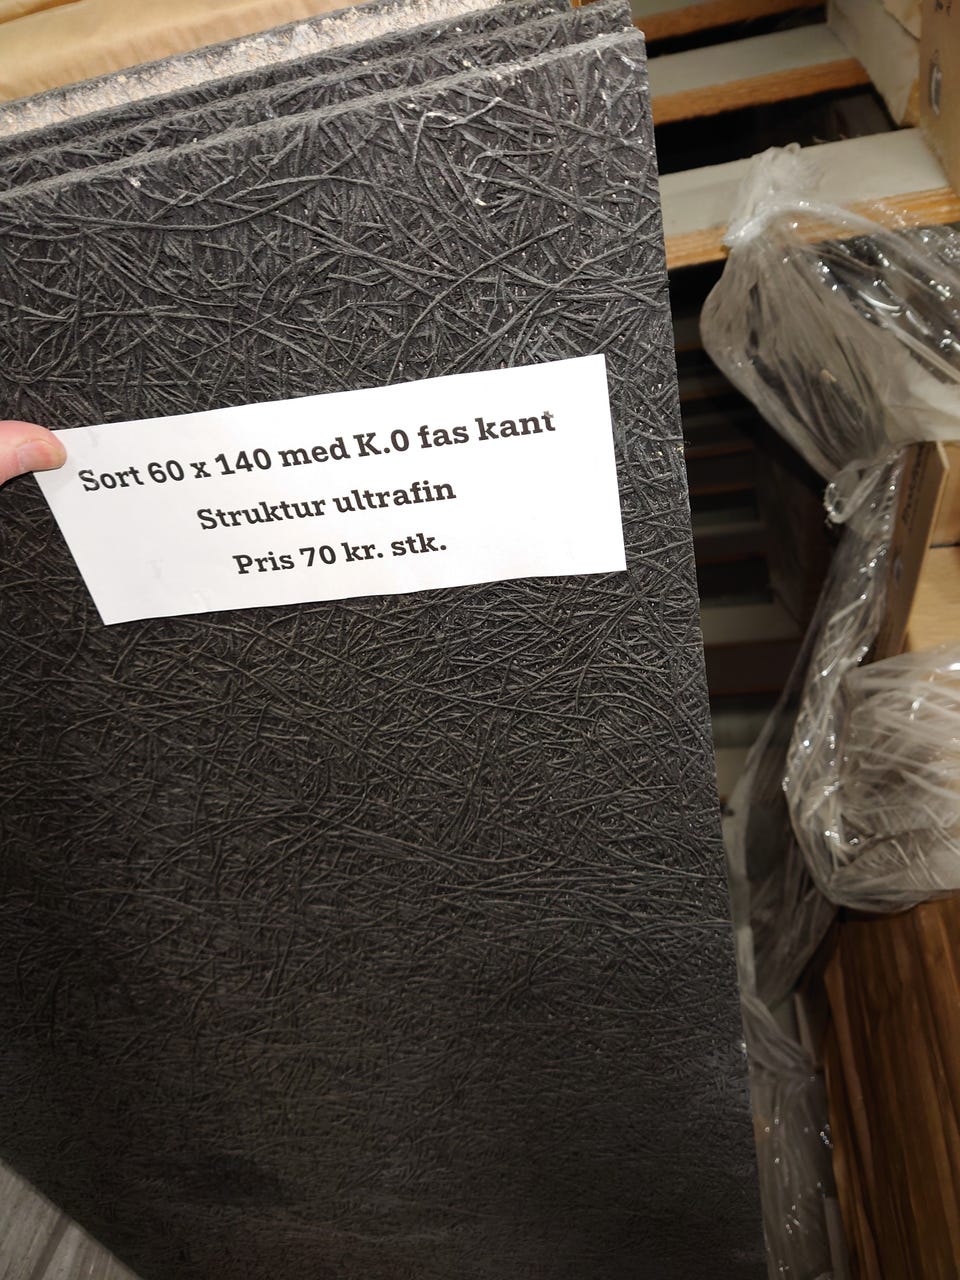 Sort 60 x 140 med K.0 fas kant
Struktur ultrafin
Pris 70 kr. stk.